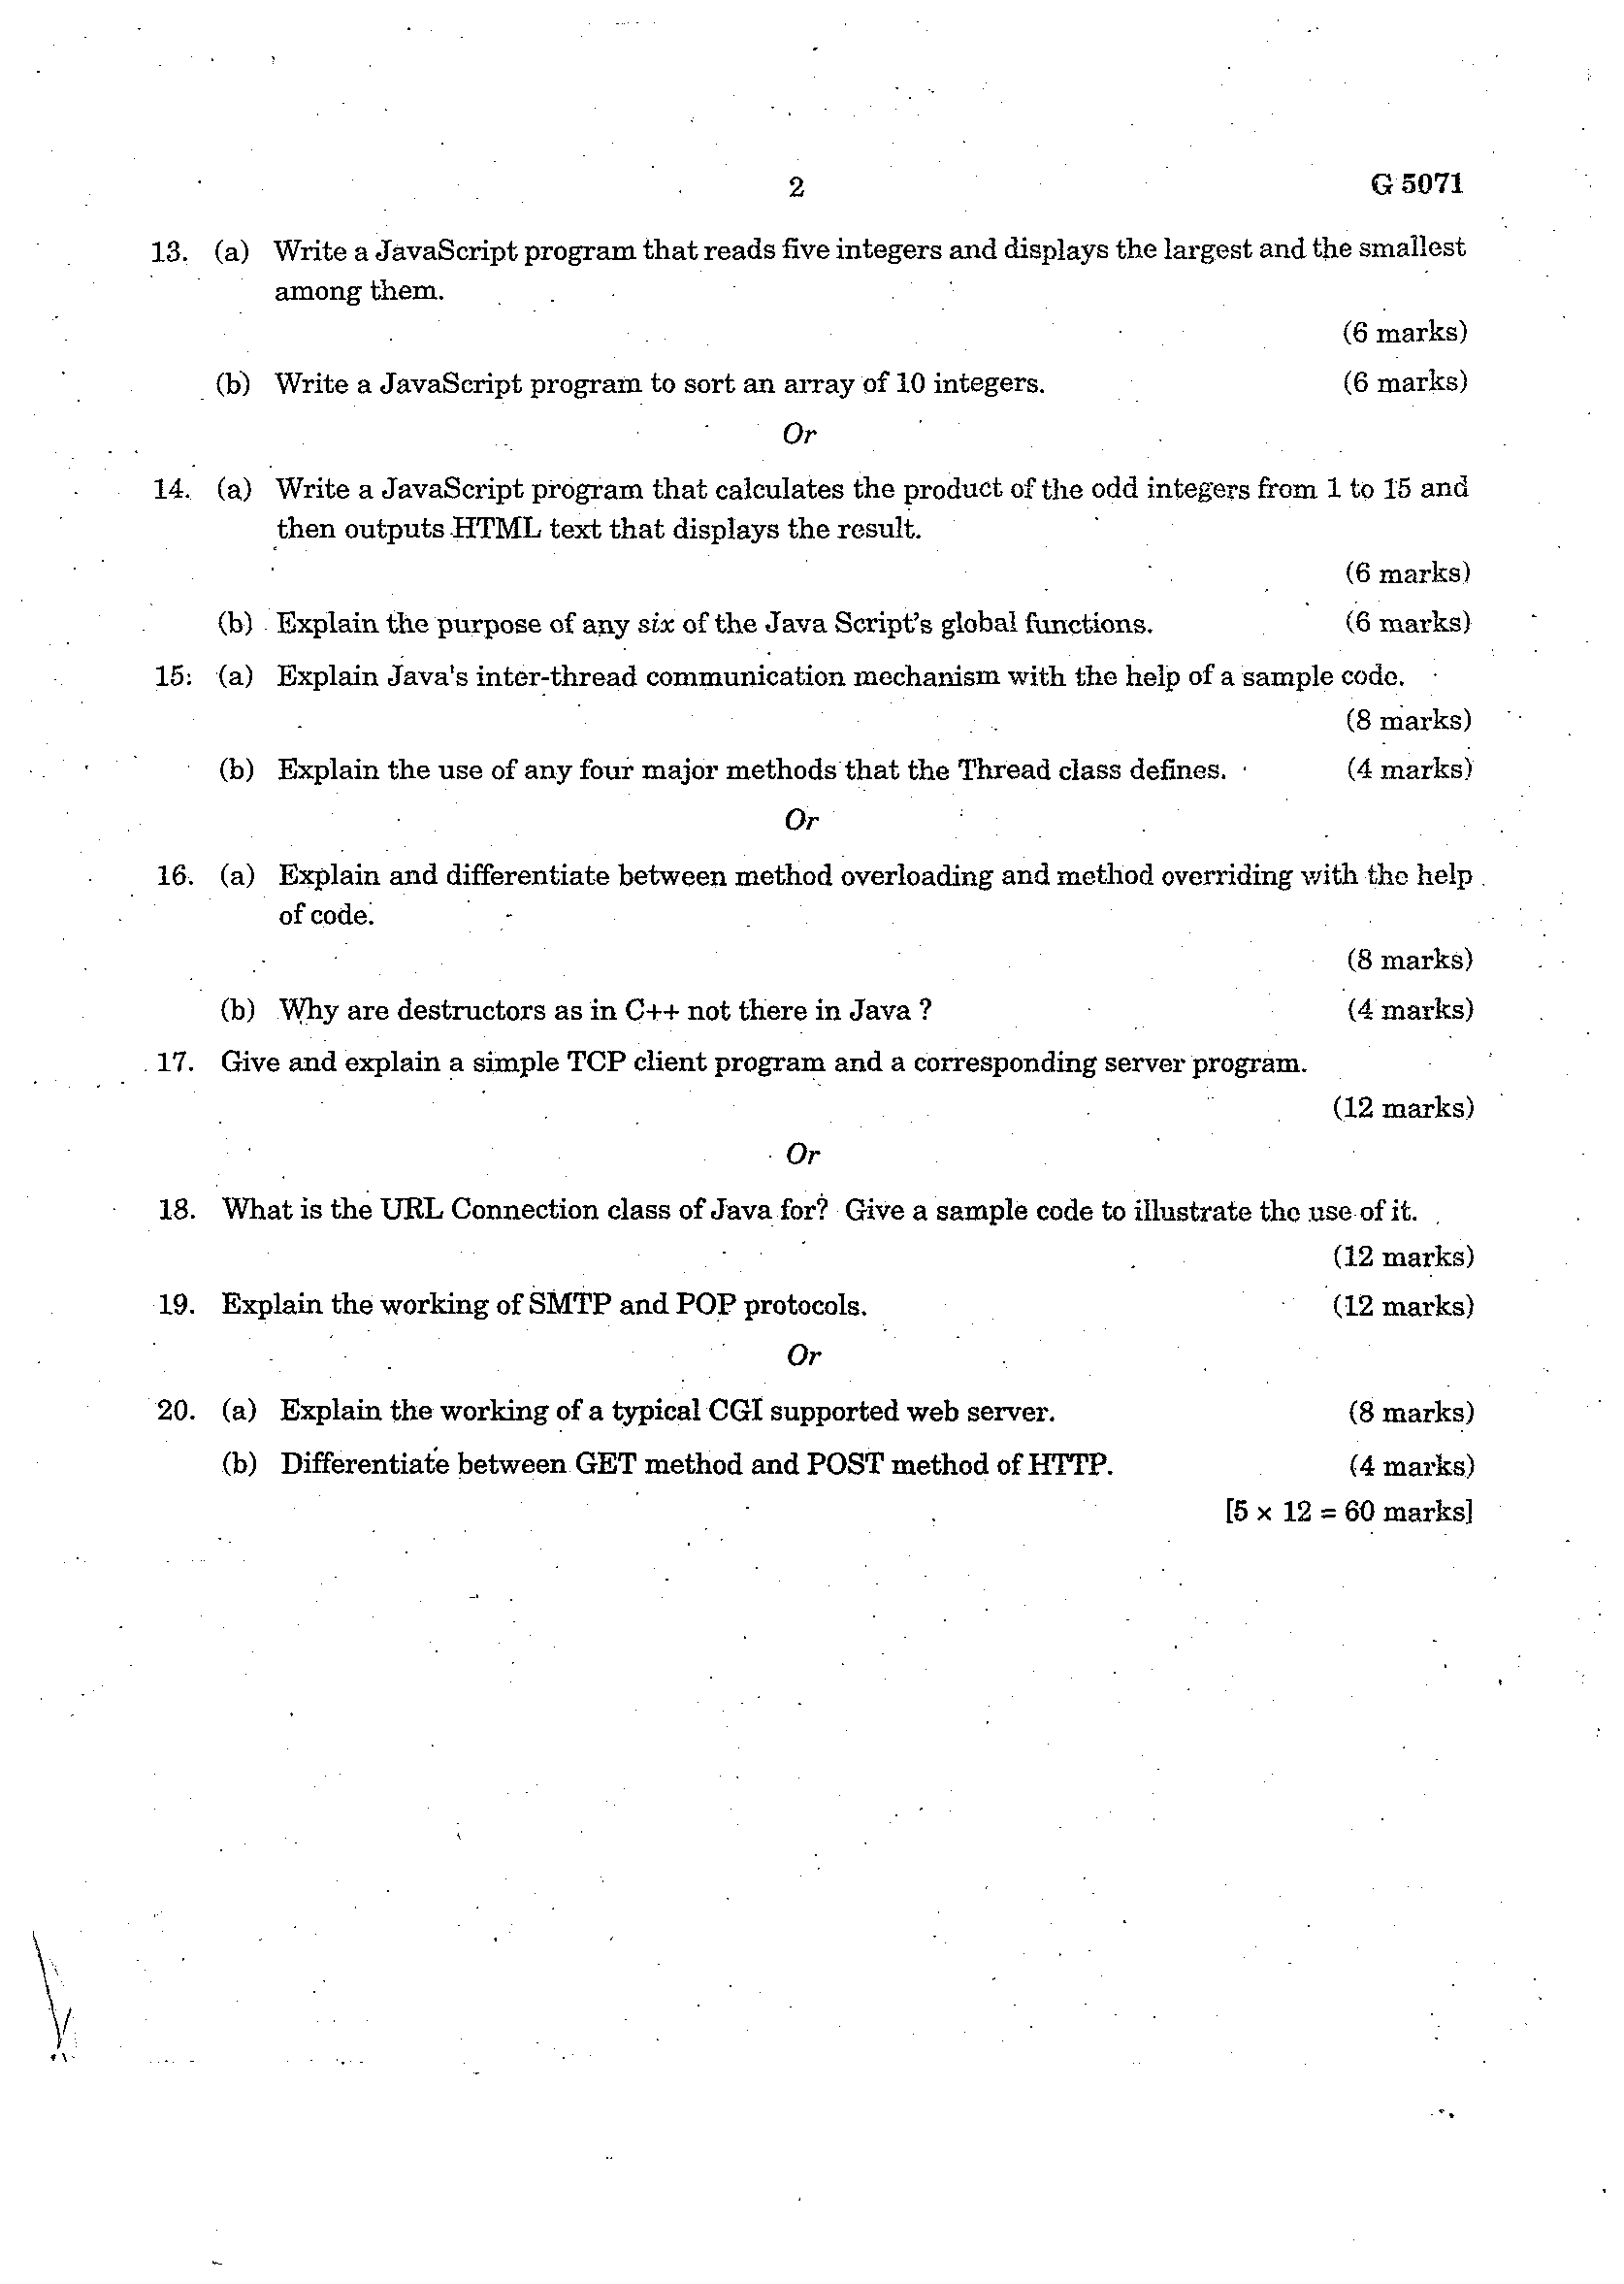 2
G 5071
13. (a) Write a JavaScript program that reads five integers and displays the largest and the smallest
among them.
(6 marks)
(b) Write a JavaScript program to sort an array of 10 integers. (6 marks)
Or
14. (a) Write a JavaScript program that calculates the product of the odd integers from 1 to 15 and
then outputs HTML text that displays the result.
(6 marks)
(b) Explain the purpose of any six of the Java Script's global functions. (6 marks)
15. (a) Explain Java's inter-thread communication mechanism with the help of a sample code.
(8 marks)
(b) Explain the use of any four major methods that the Thread class defines. (4 marks)
Or
16. (a) Explain and differentiate between method overloading and method overriding with the help
of code.
(8 marks)
(b) Why are destructors as in C++ not there in Java ? (4 marks)
17. Give and explain a simple TCP client program and a corresponding server program.
(12 marks)
Or
18. What is the URL Connection class of Java for? Give a sample code to illustrate the use of it.
(12 marks)
19. Explain the working of SMTP and POP protocols. (12 marks)
Or
20. (a) Explain the working of a typical CGI supported web server. (8 marks)
(b) Differentiate between GET method and POST method of HTTP. (4 marks)
[5 × 12 = 60 marks]